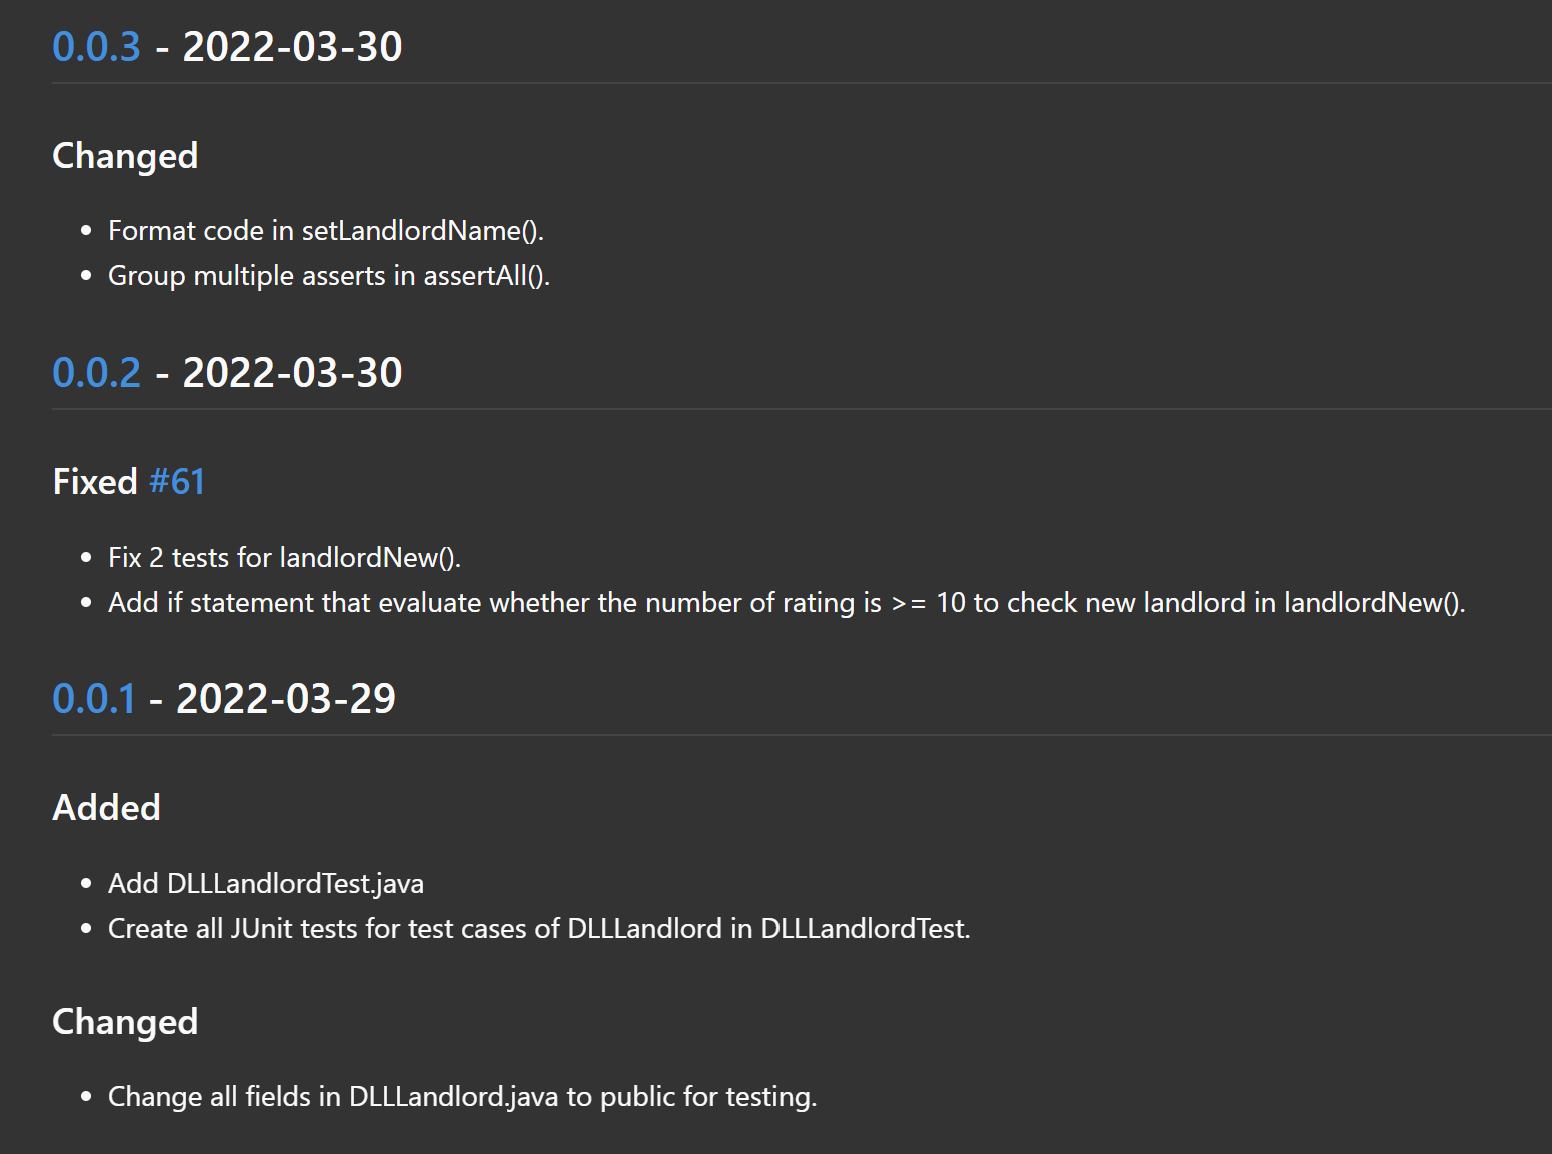 0.0.3 - 2022-03-30
Changed
• Format code in setLandlordName().
• Group multiple asserts in assertAll().
0.0.2 - 2022-03-30
Fixed #61
• Fix 2 tests for landlordNew().
• Add if statement that evaluate whether the number of rating is >= 10 to check new landlord in landlordNew().
0.0.1 - 2022-03-29
Added
• Add DLLLandlordTest.java
• Create all JUnit tests for test cases of DLLLandlord in DLLLandlordTest.
Changed
• Change all fields in DLLLandlord.java to public for testing.